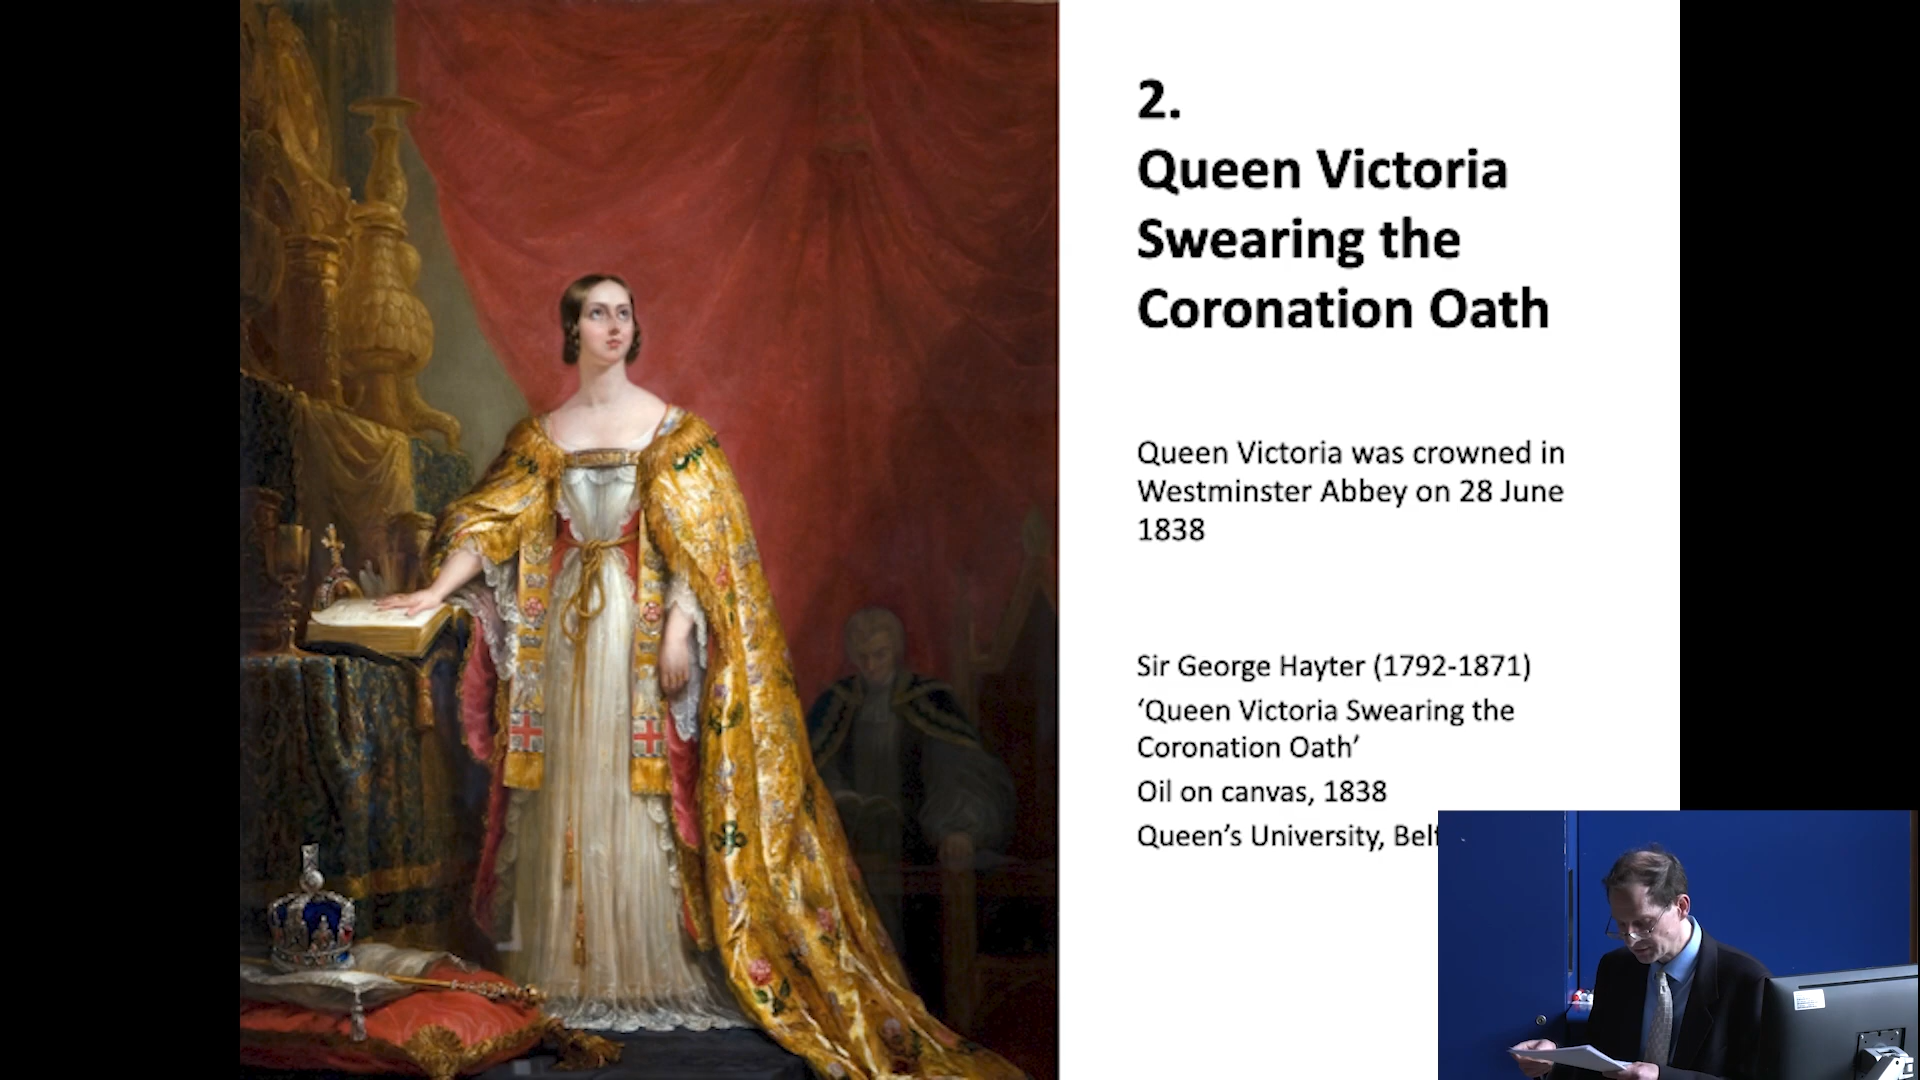 2.
Queen Victoria
Swearing the
Coronation Oath
Queen Victoria was crowned in
Westminster Abbey on 28 June
1838
Sir George Hayter (1792-1871)
‘Queen Victoria Swearing the
Coronation Oath’
Oil on canvas, 1838
Queen’s University,